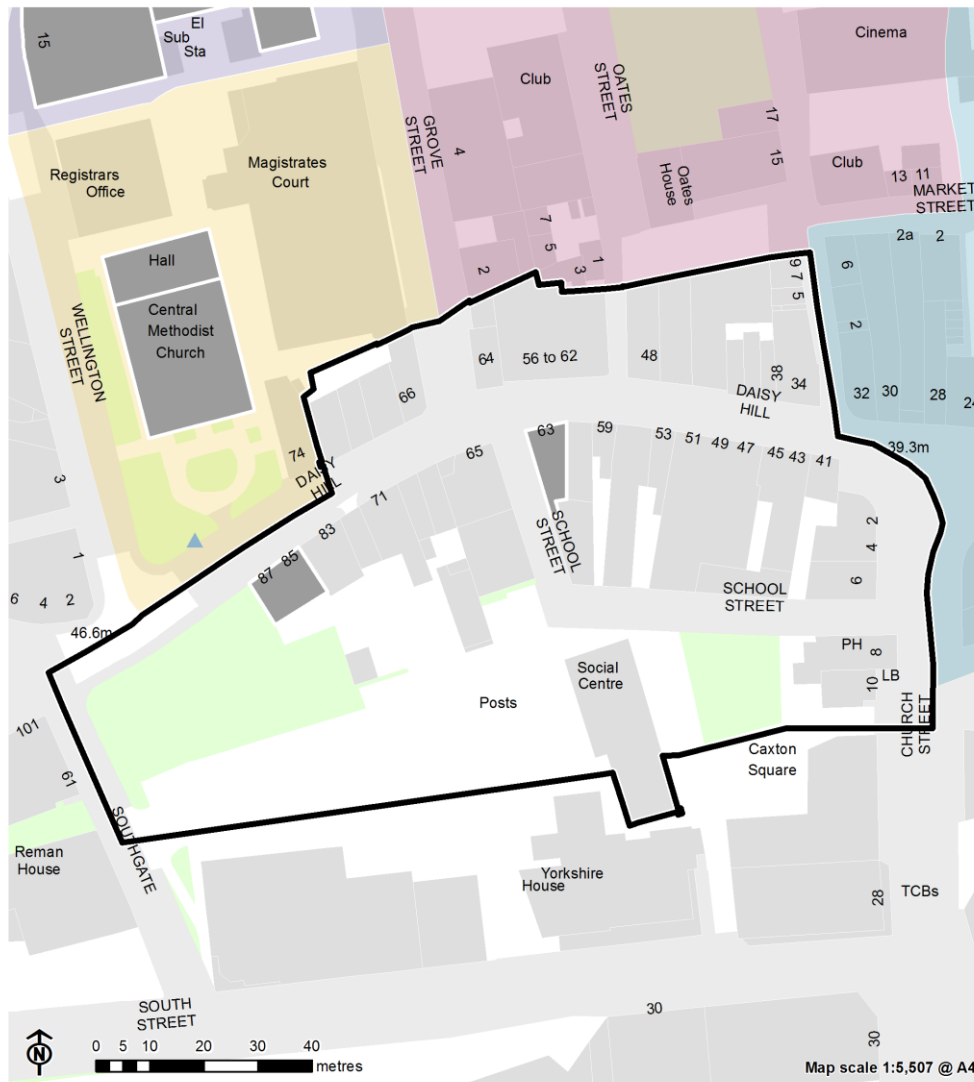 15
El
Sub
Sta
Cinema
Club
OATES
STREET
17
GROVE
STREET
4
15
Registrars
Office
Magistrates
Court
Oates
House
Club
13
11
MARKET
STREET
7
5
2a
2
Hall
2
3
1
9
7
5
6
WELLINGTON
STREET
Central
Methodist
Church
64
56 to 62
48
38
34
2
66
DAISY
HILL
32
30
28
24
63
59
53
51
49
47
45
43
41
39.3m
74
DAISY
HILL
65
3
71
83
SCHOOL
STREET
2
4
6
1
87
85
SCHOOL
STREET
6
4
2
46.6m
PH
8
LB
10
Social
Centre
Posts
CHURCH
STREET
101
61
Caxton
Square
SOUTHGATE
Reman
House
Yorkshire
House
28
TCBs
SOUTH
STREET
30
30
N
0
5
10
20
30
40
metres
Map scale 1:5,507 @ A4